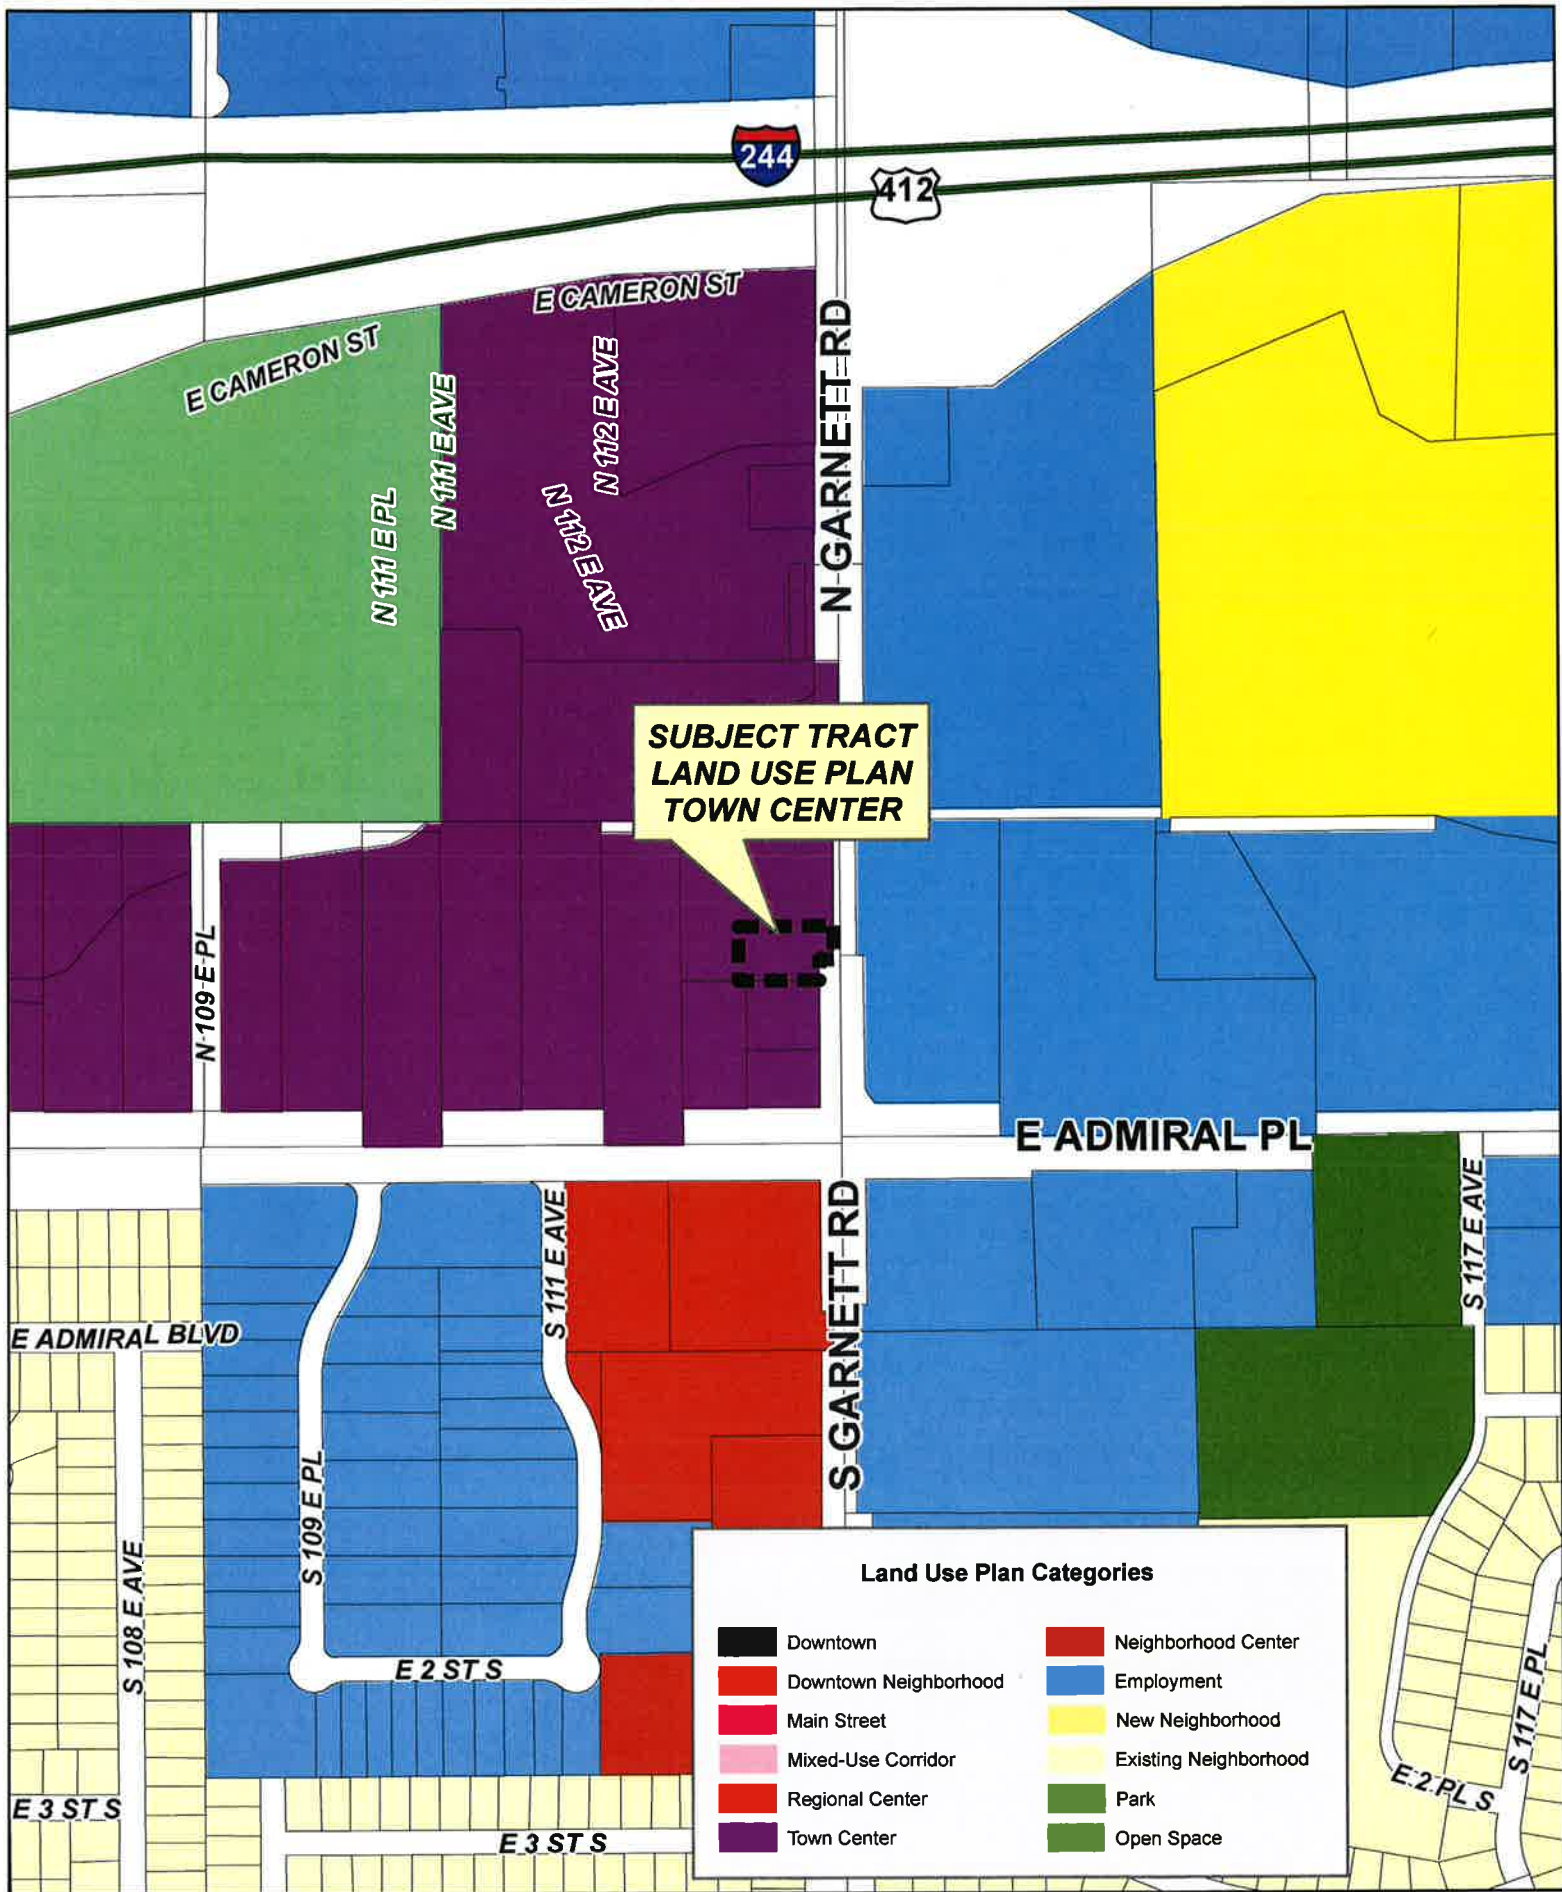 244
412
E CAMERON ST
E CAMERON ST
N 111 E AVE
N 112 E AVE
N GARNETT RD
N 111 E PL
N 112 E AVE
SUBJECT TRACT
LAND USE PLAN
TOWN CENTER
N 109 E PL
E ADMIRAL PL
S 111 E AVE
S GARNETT RD
S 117 E AVE
E ADMIRAL BLVD
S 109 E PL
S 108 E AVE
E 2 ST S
S 117 E PL
E 2 PL S
E 3 ST S
E 3 ST S
Land Use Plan Categories
Downtown
Downtown Neighborhood
Main Street
Mixed-Use Corridor
Regional Center
Town Center
Neighborhood Center
Employment
New Neighborhood
Existing Neighborhood
Park
Open Space